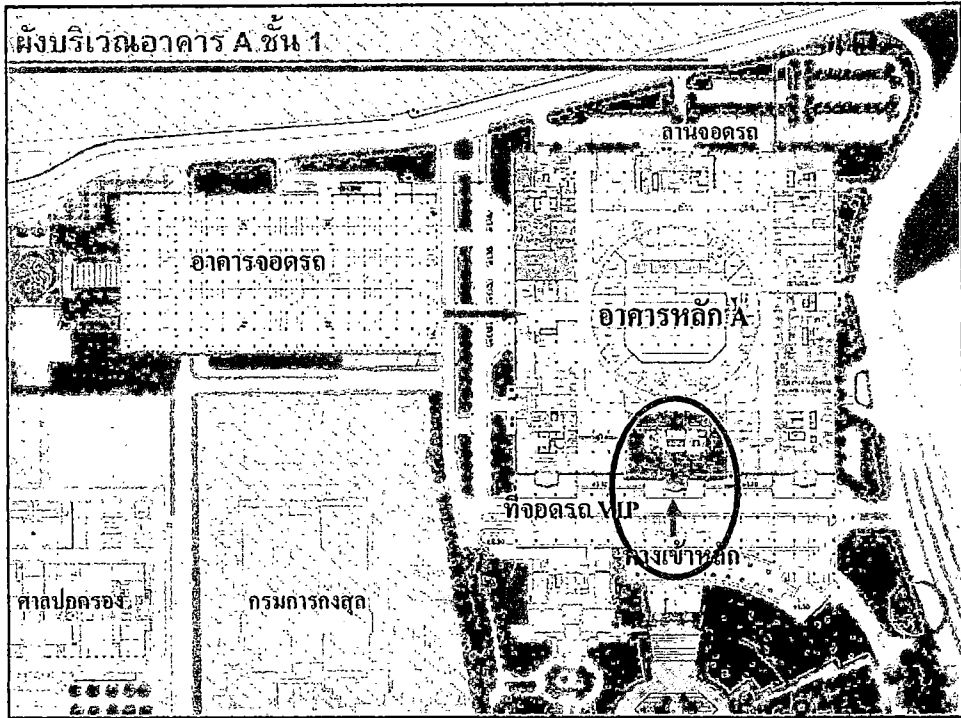 ผังบริเวณอาคาร A ชั้น 1
ลานจอดรถ
อาคารจอดรถ
อาคารหลัก A
ที่จอดรถ VIP
ทางเข้าหลัก
ศาลปกครอง
กรมการกงสุล